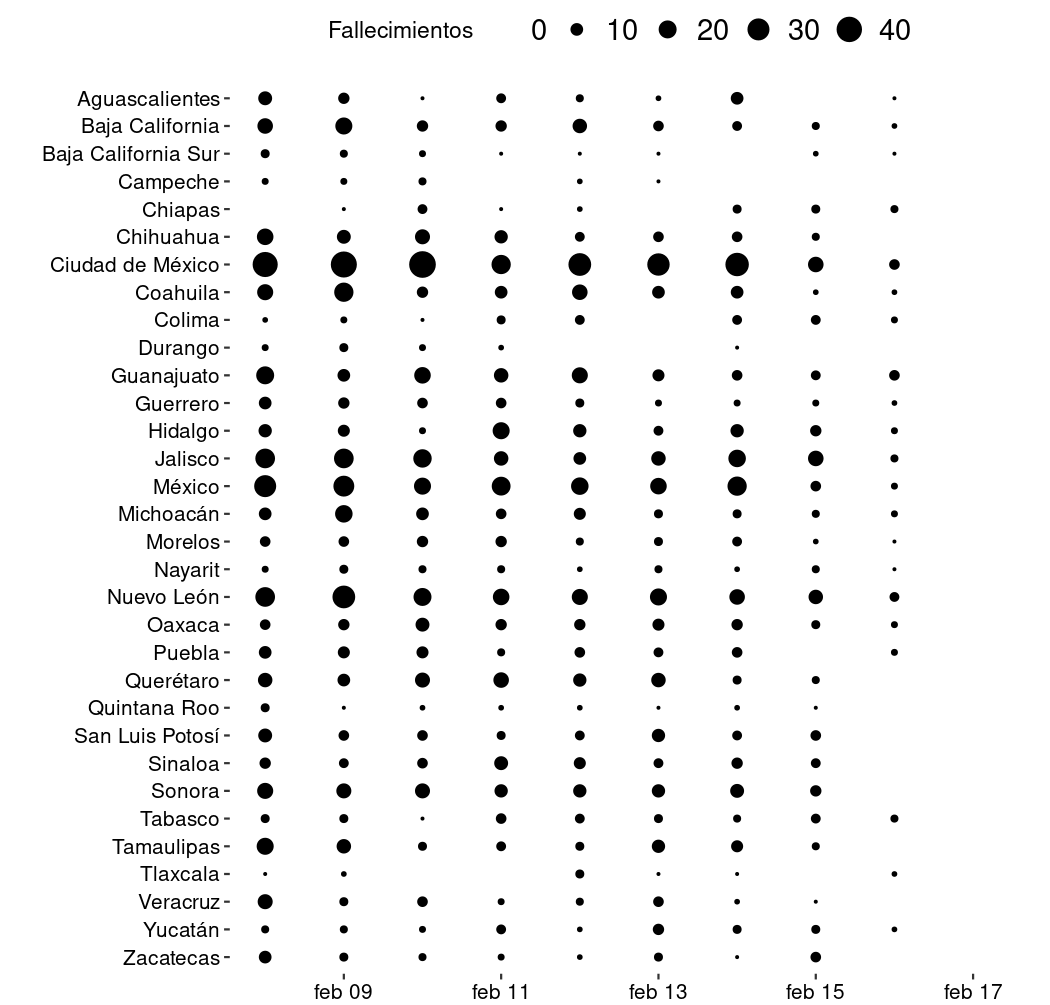 Fallecimientos 0 10 20 30 40
Aguascalientes
Baja California
Baja California Sur
Campeche
Chiapas
Chihuahua
Ciudad de México
Coahuila
Colima
Durango
Guanajuato
Guerrero
Hidalgo
Jalisco
México
Michoacán
Morelos
Nayarit
Nuevo León
Oaxaca
Puebla
Querétaro
Quintana Roo
San Luis Potosí
Sinaloa
Sonora
Tabasco
Tamaulipas
Tlaxcala
Veracruz
Yucatán
Zacatecas
feb 09 feb 11 feb 13 feb 15 feb 17